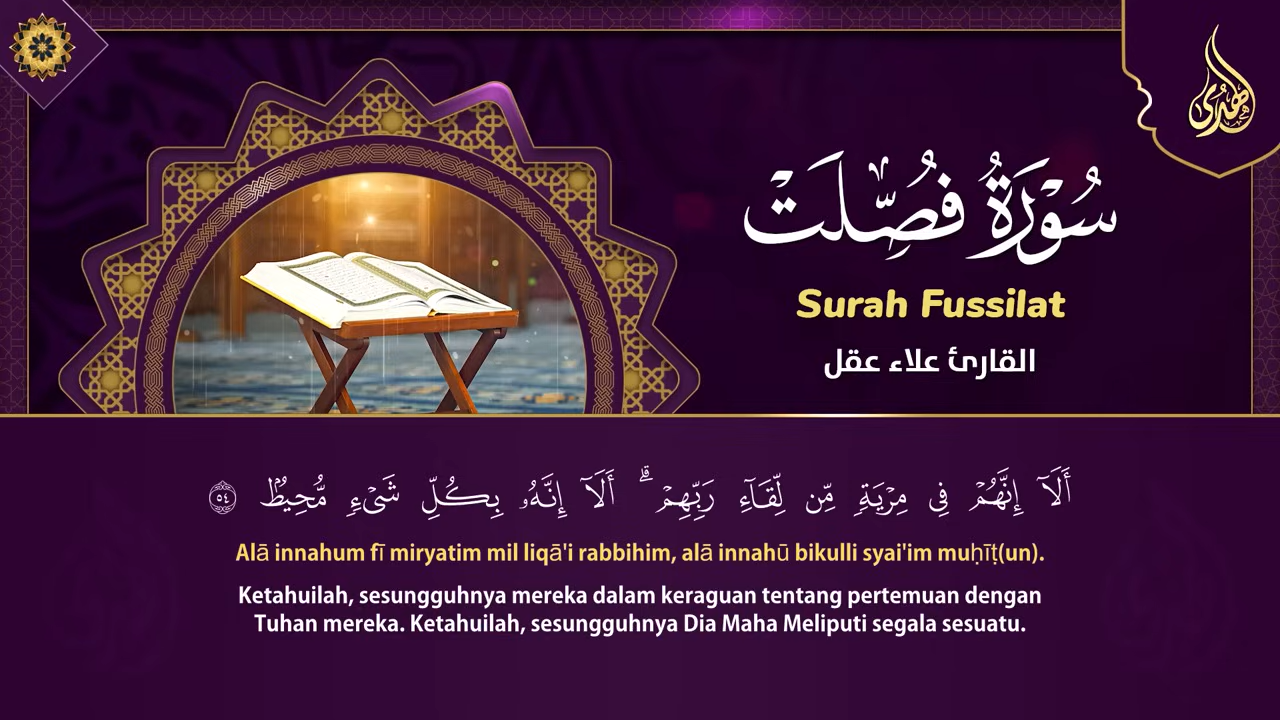 الهدى
سُوْرَةُ فُصِّلَتْ
Surah Fussilat
القارئ علاء عقل
أَلَآ إِنَّهُمْ فِى مِرْيَةٍ مِّن لِّقَآءِ رَبِّهِمْ ۗ أَلَآ إِنَّهُۥ بِكُلِّ شَىْءٍ مُّحِيطٌۢ ٥٤
Alā innahum fī miryatim mil liqā'i rabbihim, alā innahū bikulli syai'im muḥīṭ(un).
Ketahuilah, sesungguhnya mereka dalam keraguan tentang pertemuan dengan
Tuhan mereka. Ketahuilah, sesungguhnya Dia Maha Meliputi segala sesuatu.